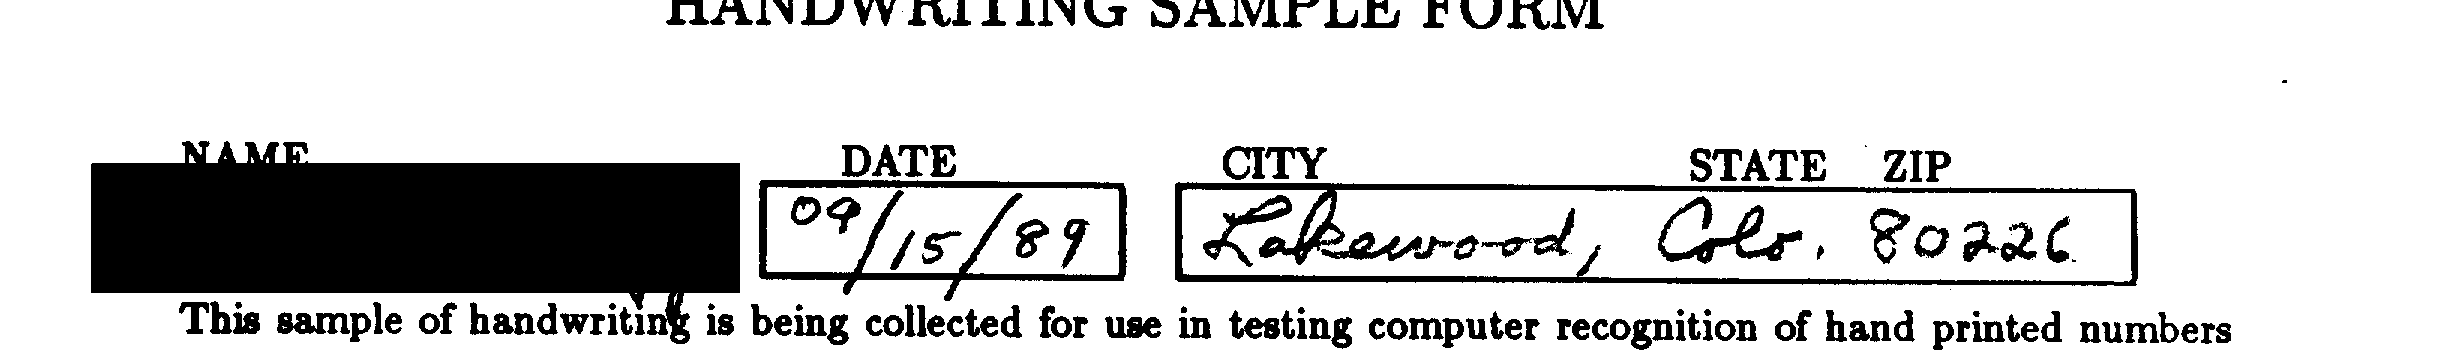 HANDWRITING SAMPLE FORM
NAME DATE CITY STATE ZIP
09/15/89 Lakewood, Colo. 80226
This sample of handwriting is being collected for use in testing computer recognition of hand printed numbers